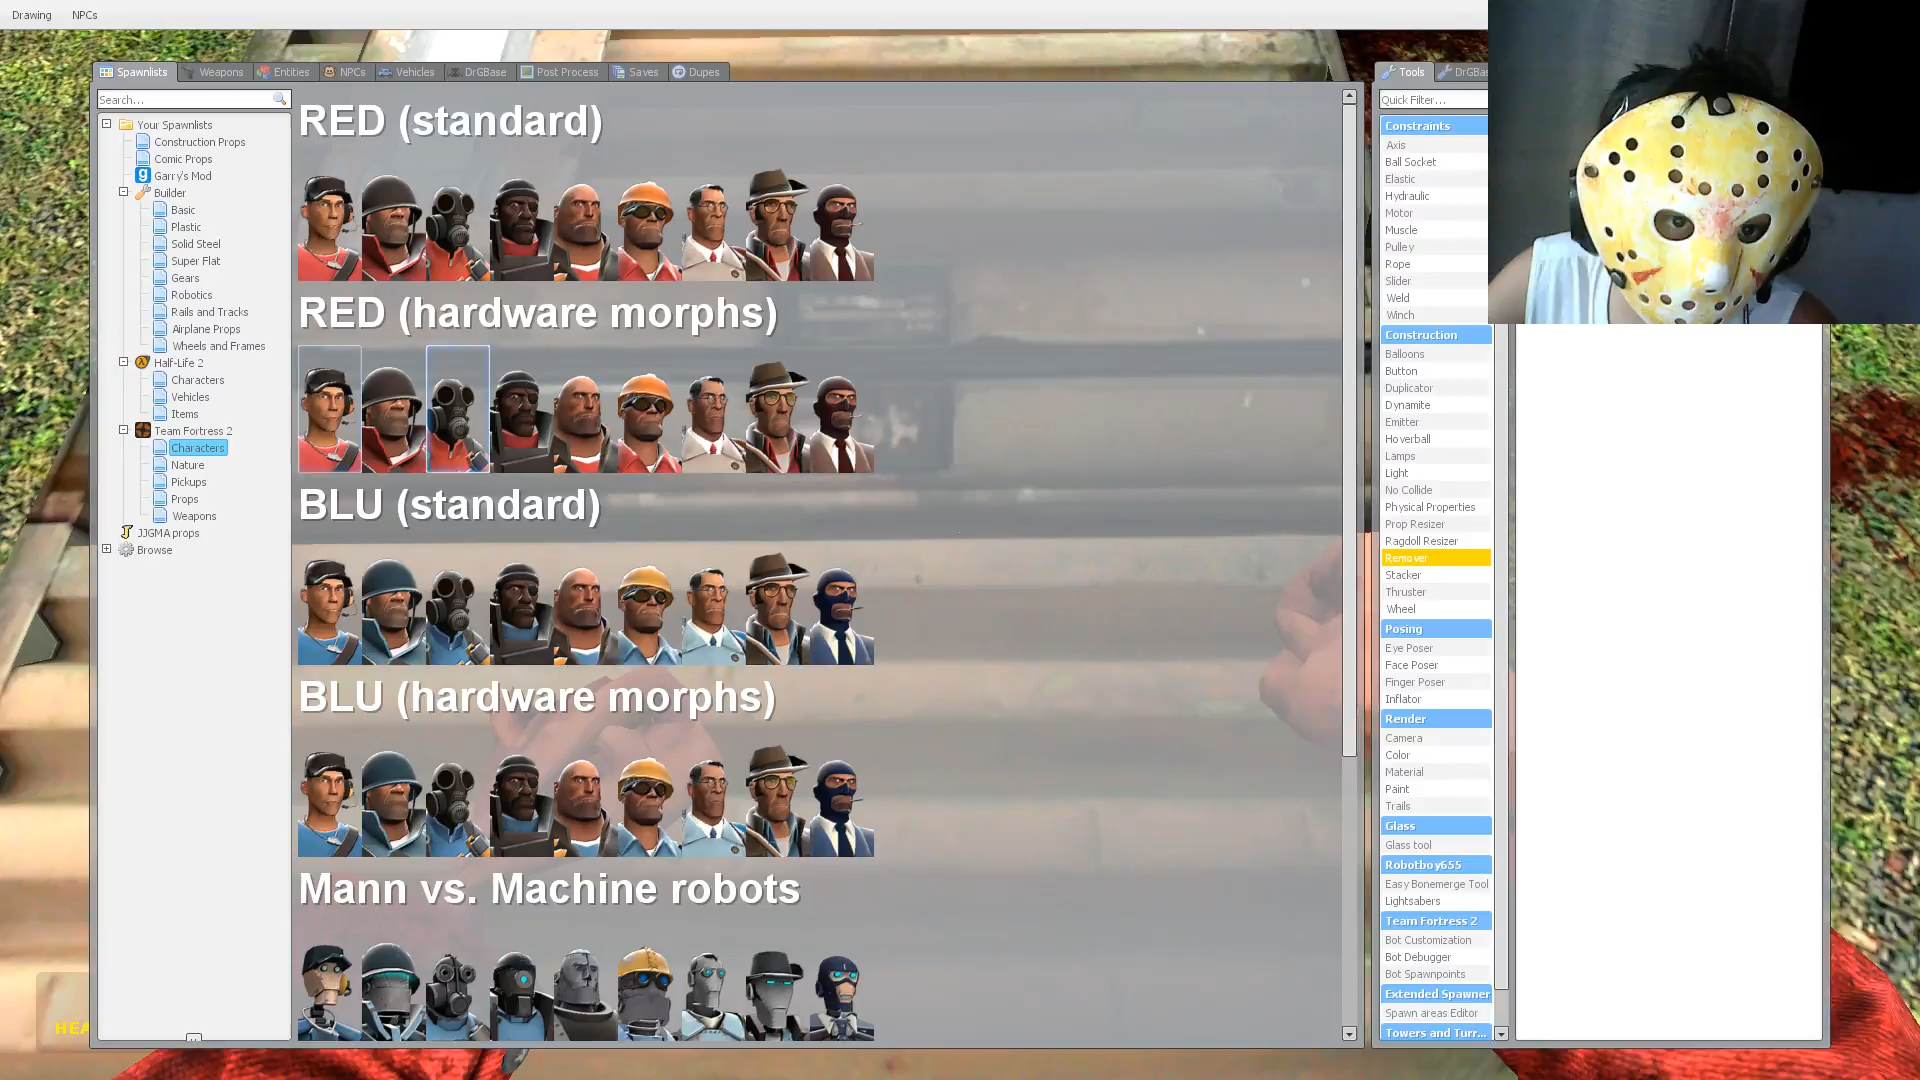 Drawing NPCs
Spawnlists Weapons Entities NPCs Vehicles DrGBase Post Process Saves Dupes
Search...
Your Spawnlists
Construction Props
Comic Props
Garry's Mod
Builder
Basic
Plastic
Solid Steel
Super Flat
Gears
Robotics
Rails and Tracks
Airplane Props
Wheels and Frames
Half-Life 2
Characters
Vehicles
Items
Team Fortress 2
Characters
Nature
Pickups
Props
Weapons
JJGMA props
Browse
RED (standard)
RED (hardware morphs)
BLU (standard)
BLU (hardware morphs)
Mann vs. Machine robots
HEA
Tools DrGBas
Quick Filter...
Constraints
Axis
Ball Socket
Elastic
Hydraulic
Motor
Muscle
Pulley
Rope
Slider
Weld
Winch
Construction
Balloons
Button
Duplicator
Dynamite
Emitter
Hoverball
Lamps
Light
No Collide
Physical Properties
Prop Resizer
Ragdoll Resizer
Remover
Stacker
Thruster
Wheel
Posing
Eye Poser
Face Poser
Finger Poser
Inflator
Render
Camera
Color
Material
Paint
Trails
Glass
Glass tool
Robotboy655
Easy Bonemerge Tool
Lightsabers
Team Fortress 2
Bot Customization
Bot Debugger
Bot Spawnpoints
Extended Spawner
Spawn areas Editor
Towers and Turr...